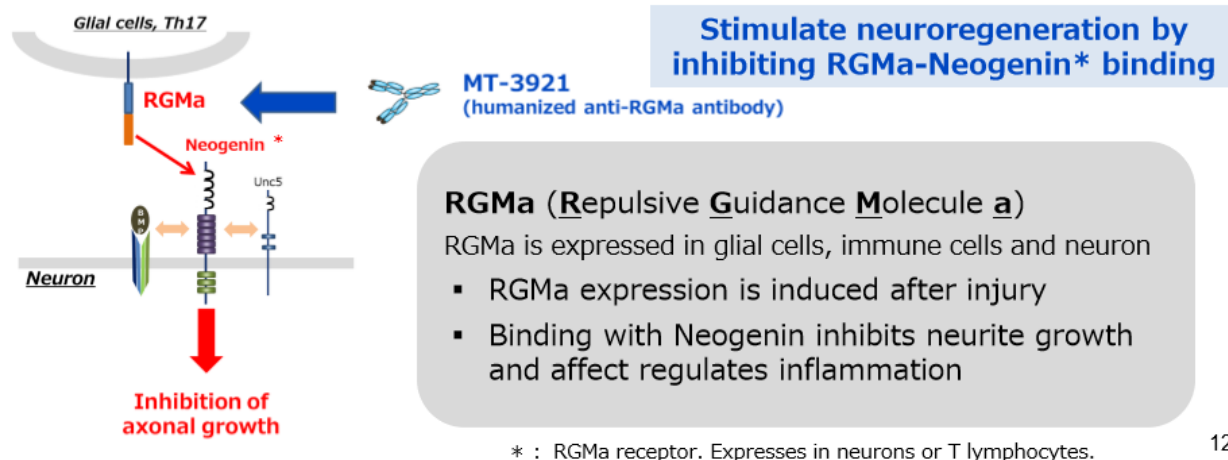 Glial cells, Th17
Stimulate neuroregeneration by
inhibiting RGMa-Neogenin* binding
RGMa
MT-3921
(humanized anti-RGMa antibody)
Neogenin *
Unc5
BMP
Neuron
Inhibition of
axonal growth
RGMa (Repulsive Guidance Molecule a)
RGMa is expressed in glial cells, immune cells and neuron
▪ RGMa expression is induced after injury
▪ Binding with Neogenin inhibits neurite growth
and affect regulates inflammation
* : RGMa receptor. Expresses in neurons or T lymphocytes.
12